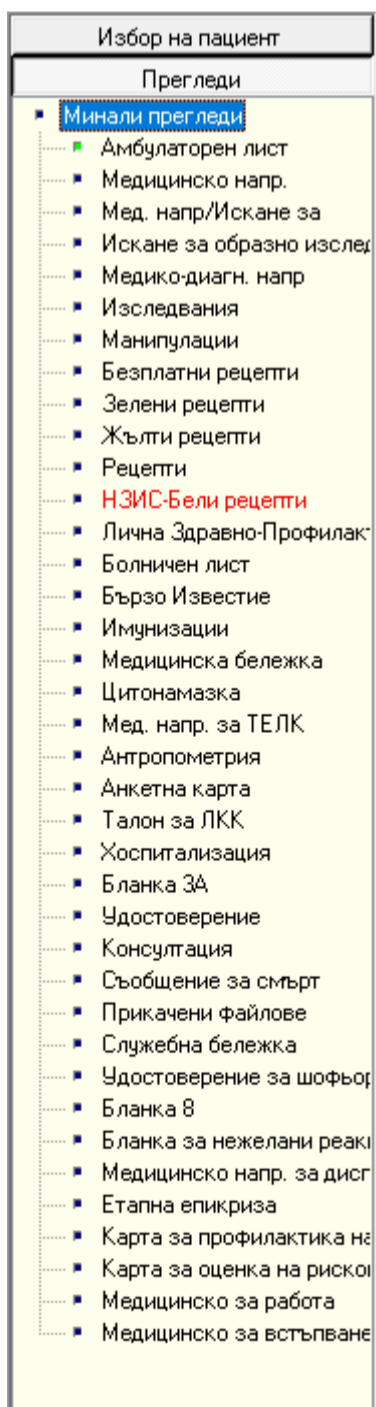 Избор на пациент
Прегледи
Минали прегледи
Амбулаторен лист
Медицинско напр.
Мед. напр/Искане за
Искане за образно изслед
Медико-диагн. напр
Изследвания
Манипулации
Безплатни рецепти
Зелени рецепти
Жълти рецепти
Рецепти
НЗИС-Бели рецепти
Лична Здравно-Профилак
Болничен лист
Бързо Известие
Имунизации
Медицинска бележка
Цитонамазка
Мед. напр. за ТЕЛК
Антропометрия
Анкетна карта
Талон за ЛКК
Хоспитализация
Бланка 3А
Удостоверение
Консултация
Съобщение за смърт
Прикачени файлове
Служебна бележка
Удостоверение за шофьор
Бланка 8
Бланка за нежелани реакц
Медицинско напр. за дисп
Етапна епикриза
Карта за профилактика на
Карта за оценка на рисков
Медицинско за работа
Медицинско за встъпване